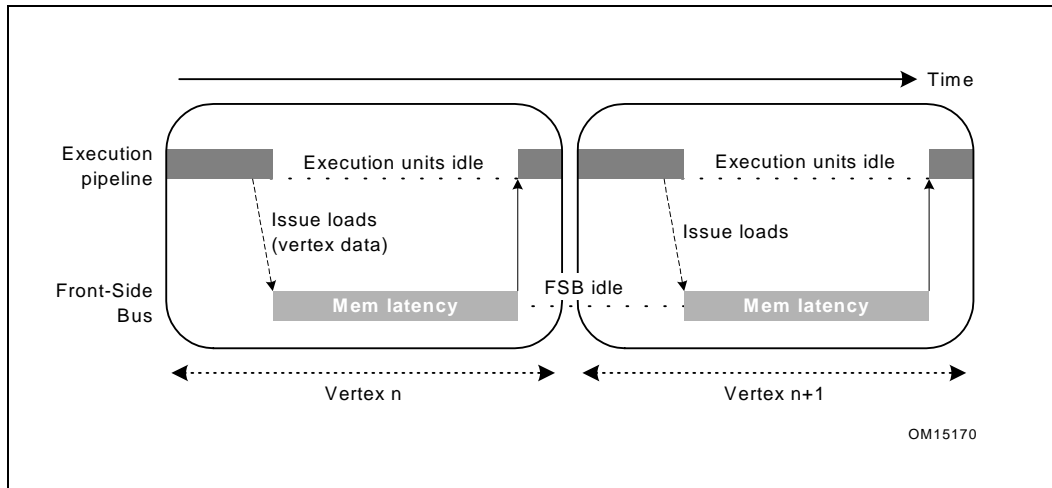 Time
Execution
pipeline
Execution units idle
Execution units idle
Issue loads
(vertex data)
Issue loads
FSB idle
Front-Side
Bus
Mem latency
Mem latency
Vertex n
Vertex n+1
OM15170